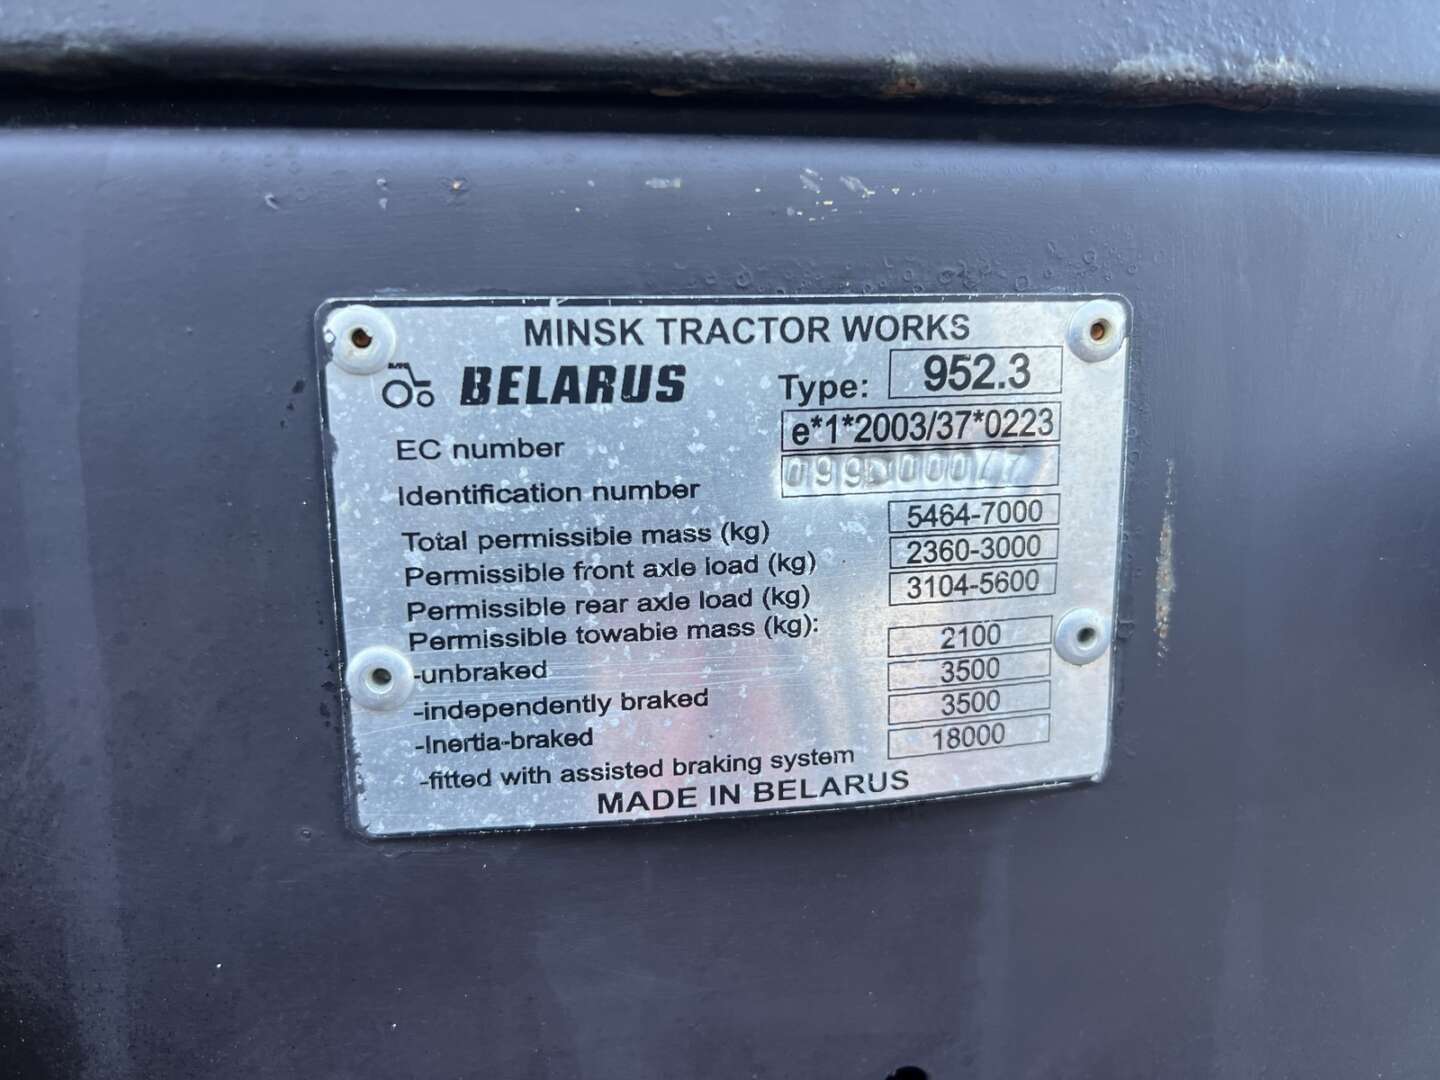 MINSK TRACTOR WORKS
BELARUS Type: 952.3
EC number e*1*2003/37*0223
Identification number
Total permissible mass (kg) 5464-7000
Permissible front axle load (kg) 2360-3000
Permissible rear axle load (kg) 3104-5600
Permissible towable mass (kg):
-unbraked 2100
-independently braked 3500
-Inertia-braked 3500
-fitted with assisted braking system 18000
MADE IN BELARUS